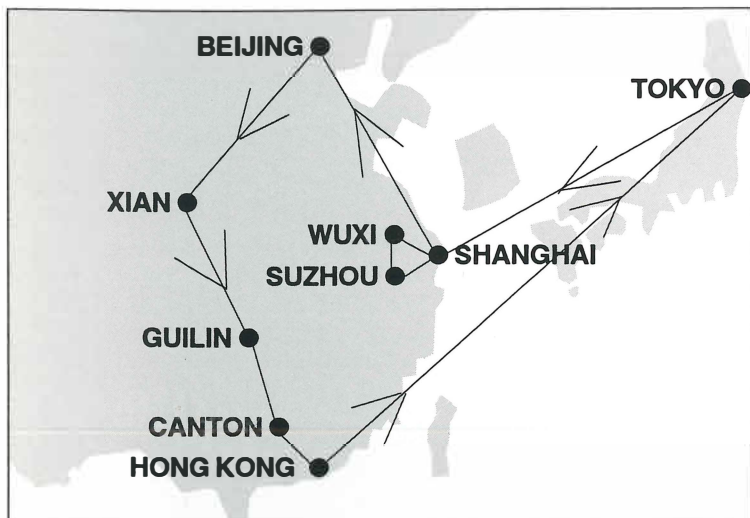 BEIJING
TOKYO
XIAN
WUXI
SHANGHAI
SUZHOU
GUILIN
CANTON
HONG KONG